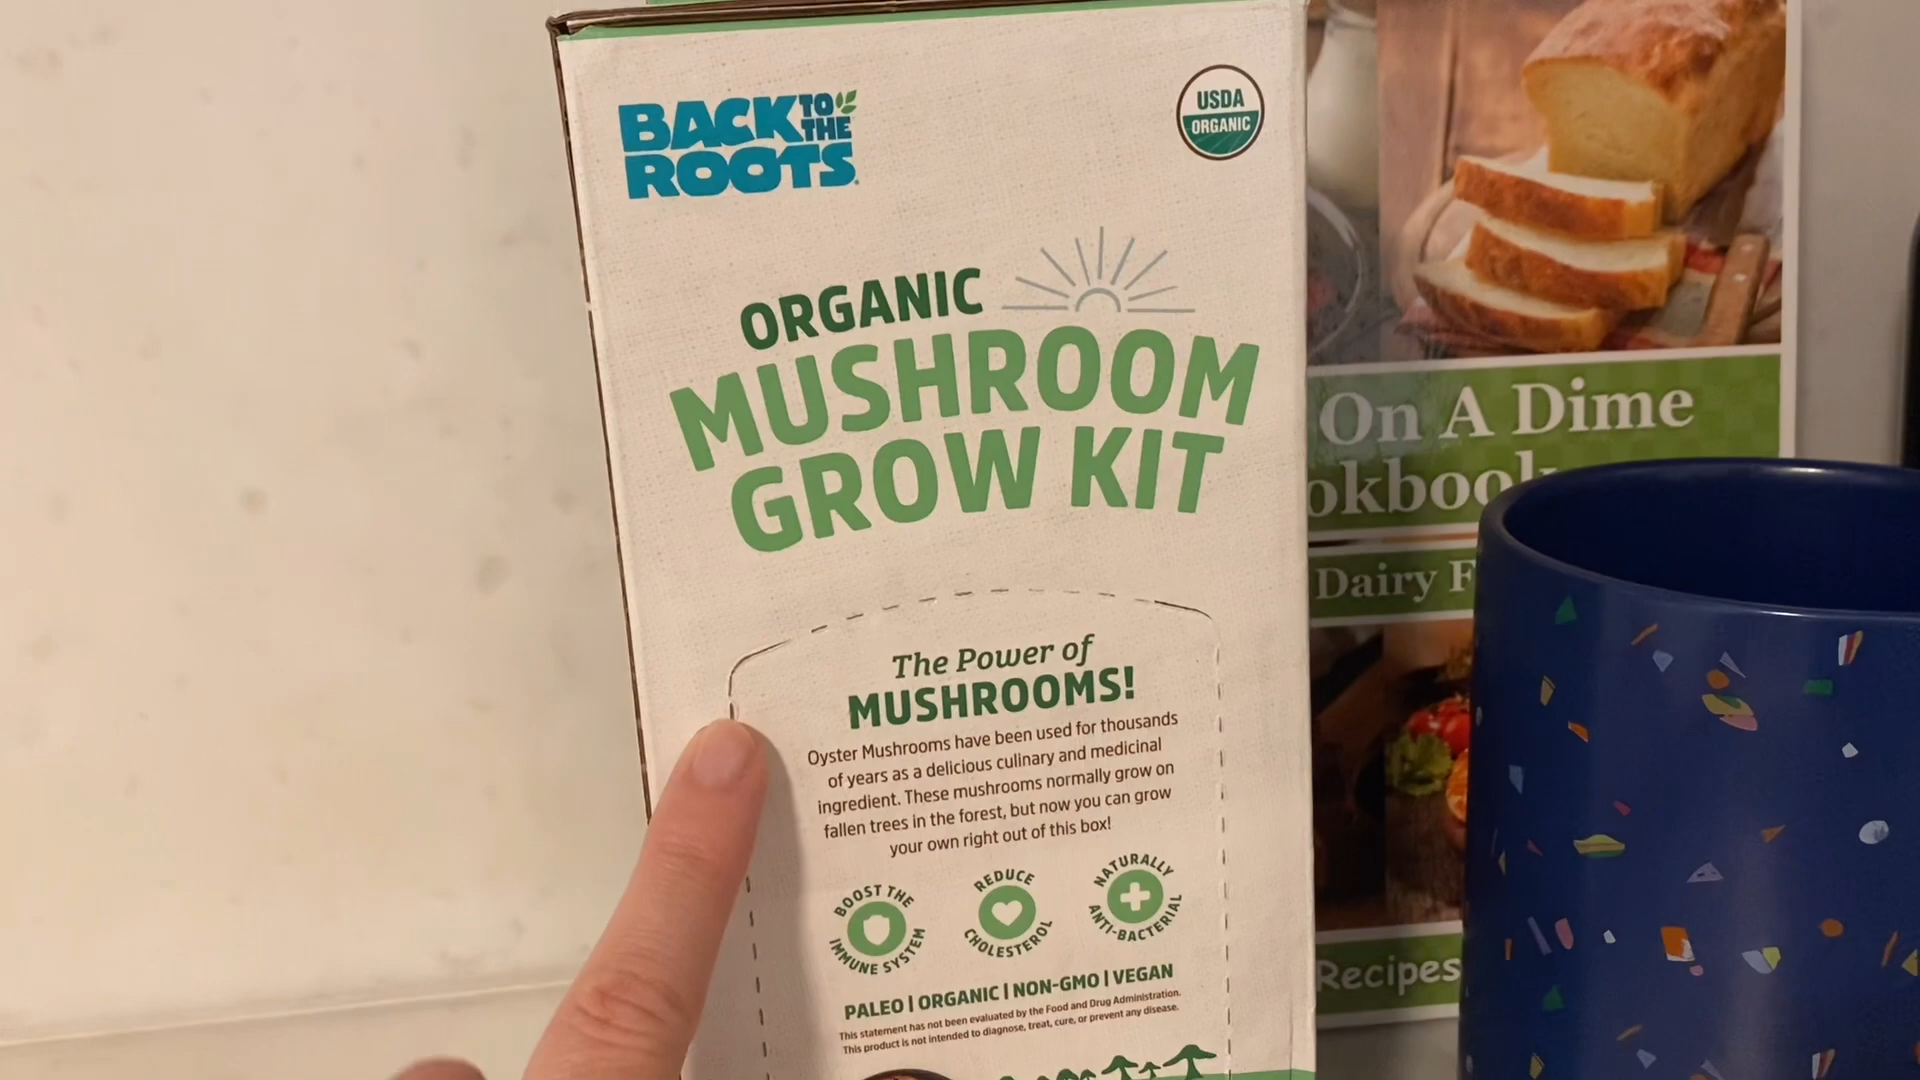 BACK TO THE ROOTS
USDA
ORGANIC
ORGANIC
MUSHROOM
GROW KIT
The Power of
MUSHROOMS!
Oyster Mushrooms have been used for thousands
of years as a delicious culinary and medicinal
ingredient. These mushrooms normally grow on
fallen trees in the forest, but now you can grow
your own right out of this box!
BOOST THE IMMUNE SYSTEM
REDUCE CHOLESTEROL
NATURALLY ANTI-BACTERIAL
PALEO | ORGANIC | NON-GMO | VEGAN
This statement has not been evaluated by the Food and Drug Administration.
This product is not intended to diagnose, treat, cure, or prevent any disease.
On A Dime
Dairy
Recipes